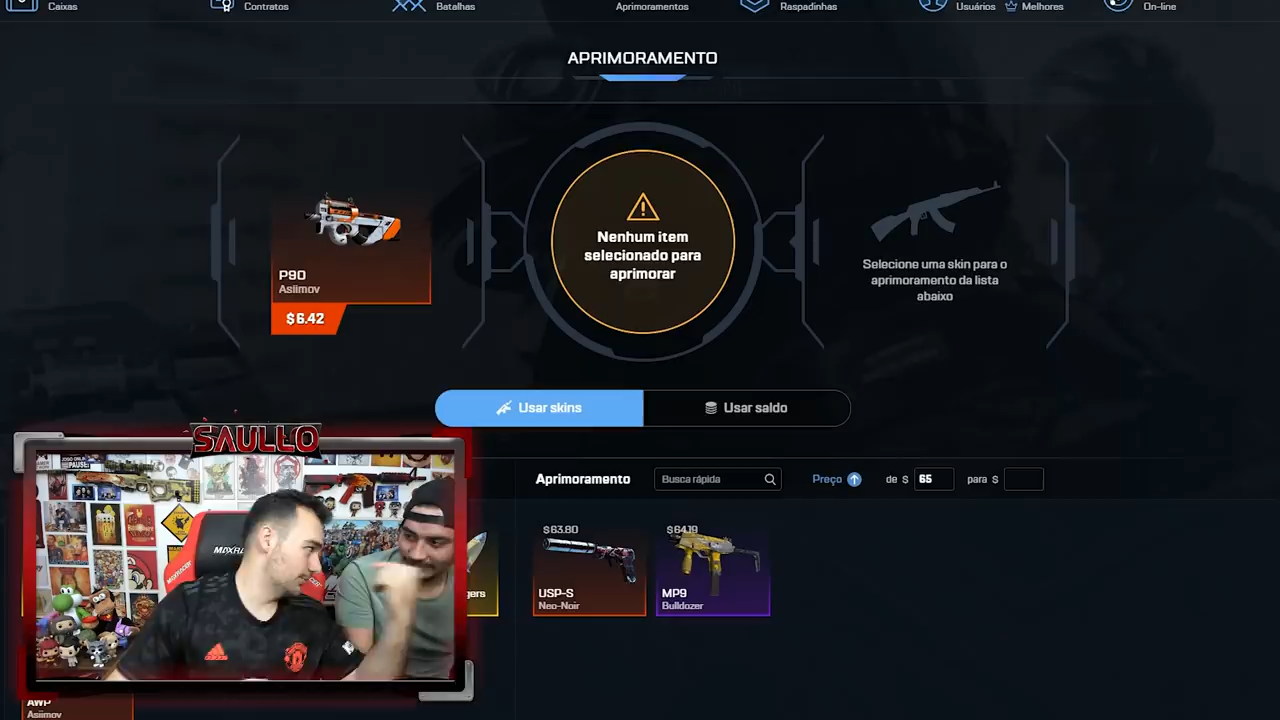 Caixas
Contratos
Batalhas
Aprimoramentos
Raspadinhas
Usuários
Melhores
On-line
APRIMORAMENTO
P90
Asiimov
$6.42
Nenhum item
selecionado para
aprimorar
Selecione uma skin para o
aprimoramento da lista
abaixo
Usar skins
Usar saldo
SAULLO
Aprimoramento
Busca rápida
Preço
de $
65
para $
$63.80
USP-S
Neo-Noir
$64.19
MP9
Bulldozer
AWP
Asiimov